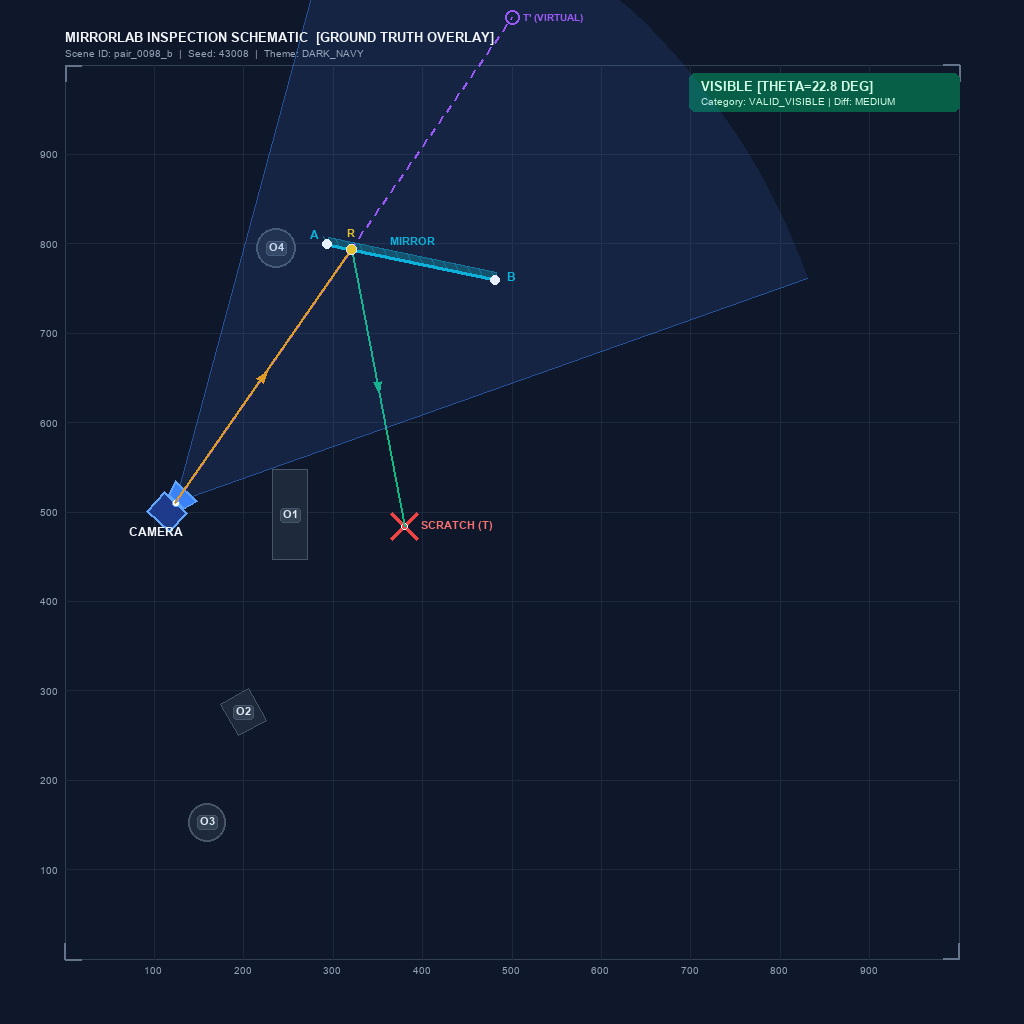 T' (VIRTUAL)
MIRRORLAB INSPECTION SCHEMATIC [GROUND TRUTH OVERLAY]
Scene ID: pair_0098_b | Seed: 43008 | Theme: DARK_NAVY
VISIBLE [THETA=22.8 DEG]
Category: VALID_VISIBLE | Diff: MEDIUM
900
A
R
MIRROR
800
O4
B
700
600
500
O1
SCRATCH (T)
CAMERA
400
300
O2
200
O3
100
100 200 300 400 500 600 700 800 900